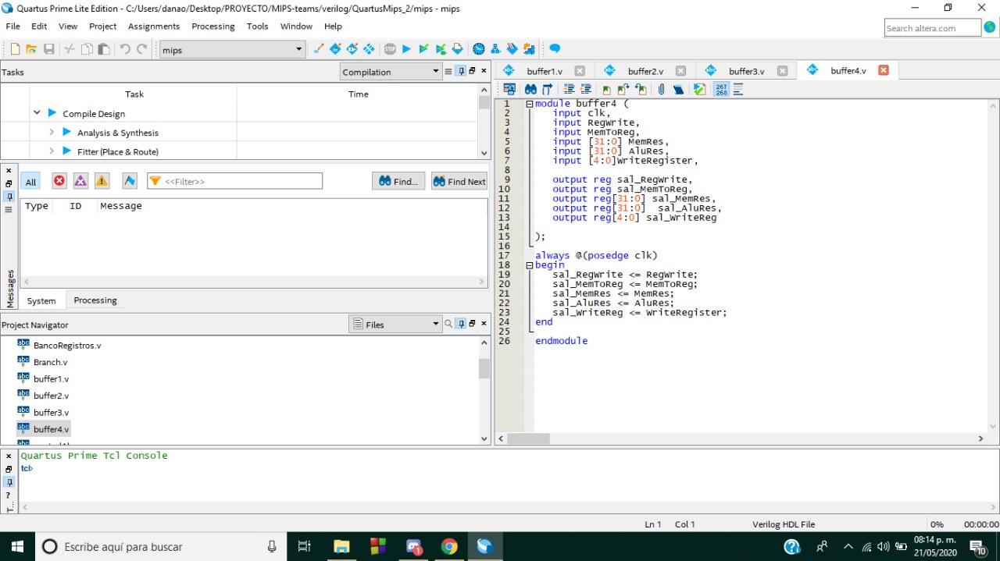 Quartus Prime Lite Edition - C:/Users/danao/Desktop/PROYECTO/MIPS-teams/verilog/QuartusMips_2/mips - mips
File Edit View Project Assignments Processing Tools Window Help
Search altera.com
mips
Tasks
Compilation
Task Time
Compile Design
Analysis & Synthesis
Fitter (Place & Route)
All
<<Filter>>
Find...
Find Next
Type ID Message
Messages
System Processing
Project Navigator
Files
BancoRegistros.v
Branch.v
buffer1.v
buffer2.v
buffer3.v
buffer4.v
buffer1.v buffer2.v buffer3.v buffer4.v
267
268
1 module buffer4 (
2 input clk,
3 input RegWrite,
4 input MemToReg,
5 input [31:0] MemRes,
6 input [31:0] AluRes,
7 input [4:0]WriteRegister,
8
9 output reg sal_RegWrite,
10 output reg sal_MemToReg,
11 output reg[31:0] sal_MemRes,
12 output reg[31:0]  sal_AluRes,
13 output reg[4:0] sal_WriteReg
14
15 );
16
17 always @(posedge clk)
18 begin
19 sal_RegWrite <= RegWrite;
20 sal_MemToReg <= MemToReg;
21 sal_MemRes <= MemRes;
22 sal_AluRes <= AluRes;
23 sal_WriteReg <= WriteRegister;
24 end
25
26 endmodule
Quartus Prime Tcl Console
tcl>
Ln 1 Col 1 Verilog HDL File 0% 00:00:00
Escribe aquí para buscar
1
08:14 p. m.
21/05/2020
10